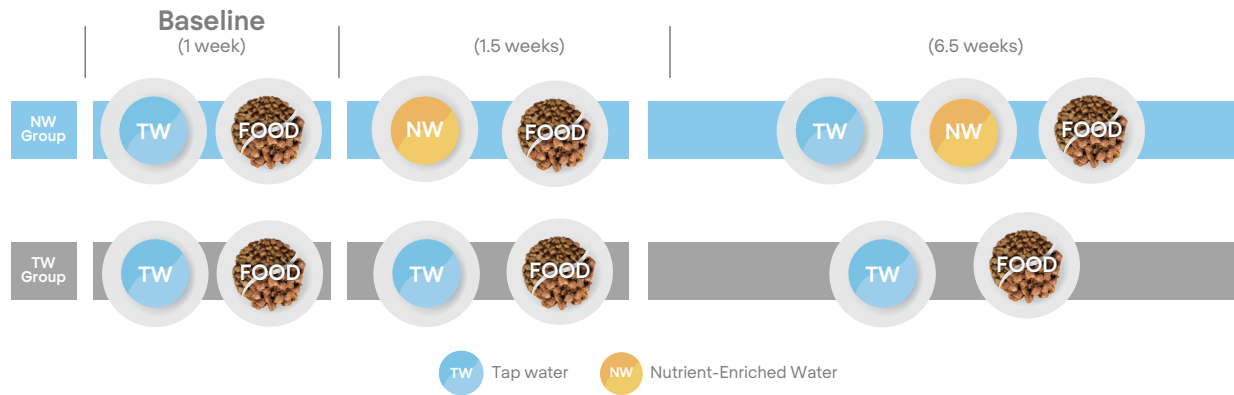 Baseline
(1 week)
(1.5 weeks)
(6.5 weeks)
NW
Group
TW
FOOD
NW
FOOD
TW
NW
FOOD
TW
Group
TW
FOOD
TW
FOOD
TW
FOOD
TW Tap water
NW Nutrient-Enriched Water